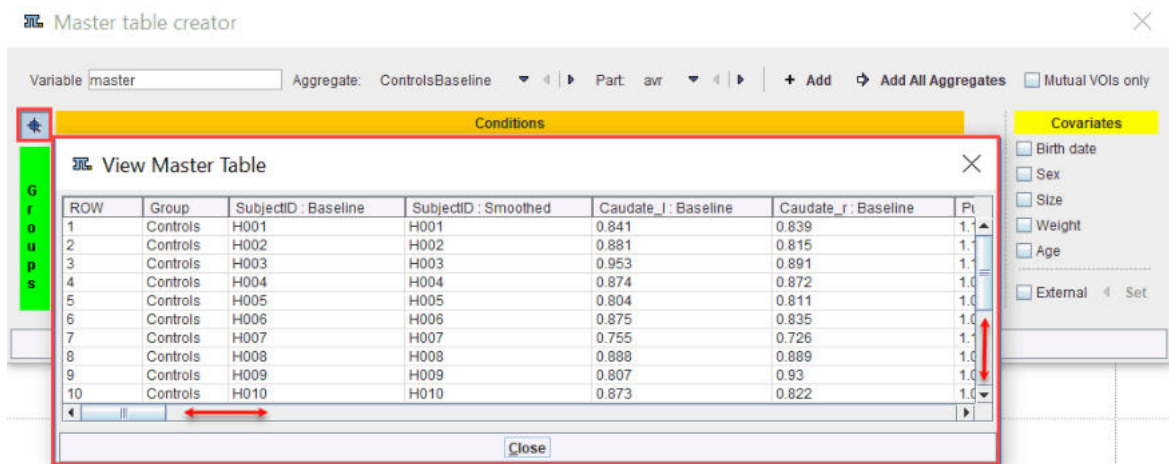 Master table creator
Variable master Aggregate: ControlsBaseline Part: avr + Add Add All Aggregates Mutual VOIs only
Conditions
Covariates
Groups
Birth date
Sex
Size
Weight
Age
External Set
View Master Table
ROW Group SubjectID : Baseline SubjectID : Smoothed Caudate_l : Baseline Caudate_r : Baseline
1 Controls H001 H001 0.841 0.839
2 Controls H002 H002 0.881 0.815
3 Controls H003 H003 0.953 0.891
4 Controls H004 H004 0.874 0.872
5 Controls H005 H005 0.804 0.811
6 Controls H006 H006 0.875 0.835
7 Controls H007 H007 0.755 0.726
8 Controls H008 H008 0.888 0.889
9 Controls H009 H009 0.807 0.93
10 Controls H010 H010 0.873 0.822
Close